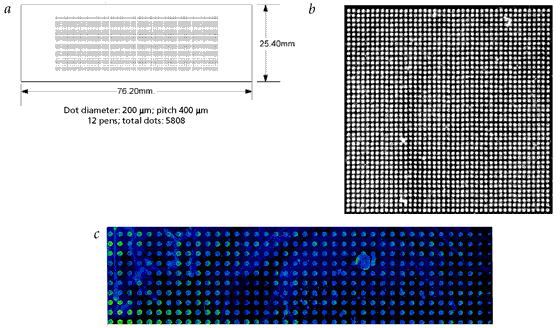 a
25.40mm
76.20mm.
Dot diameter: 200 µm; pitch 400 µm
12 pens; total dots: 5808
b
c